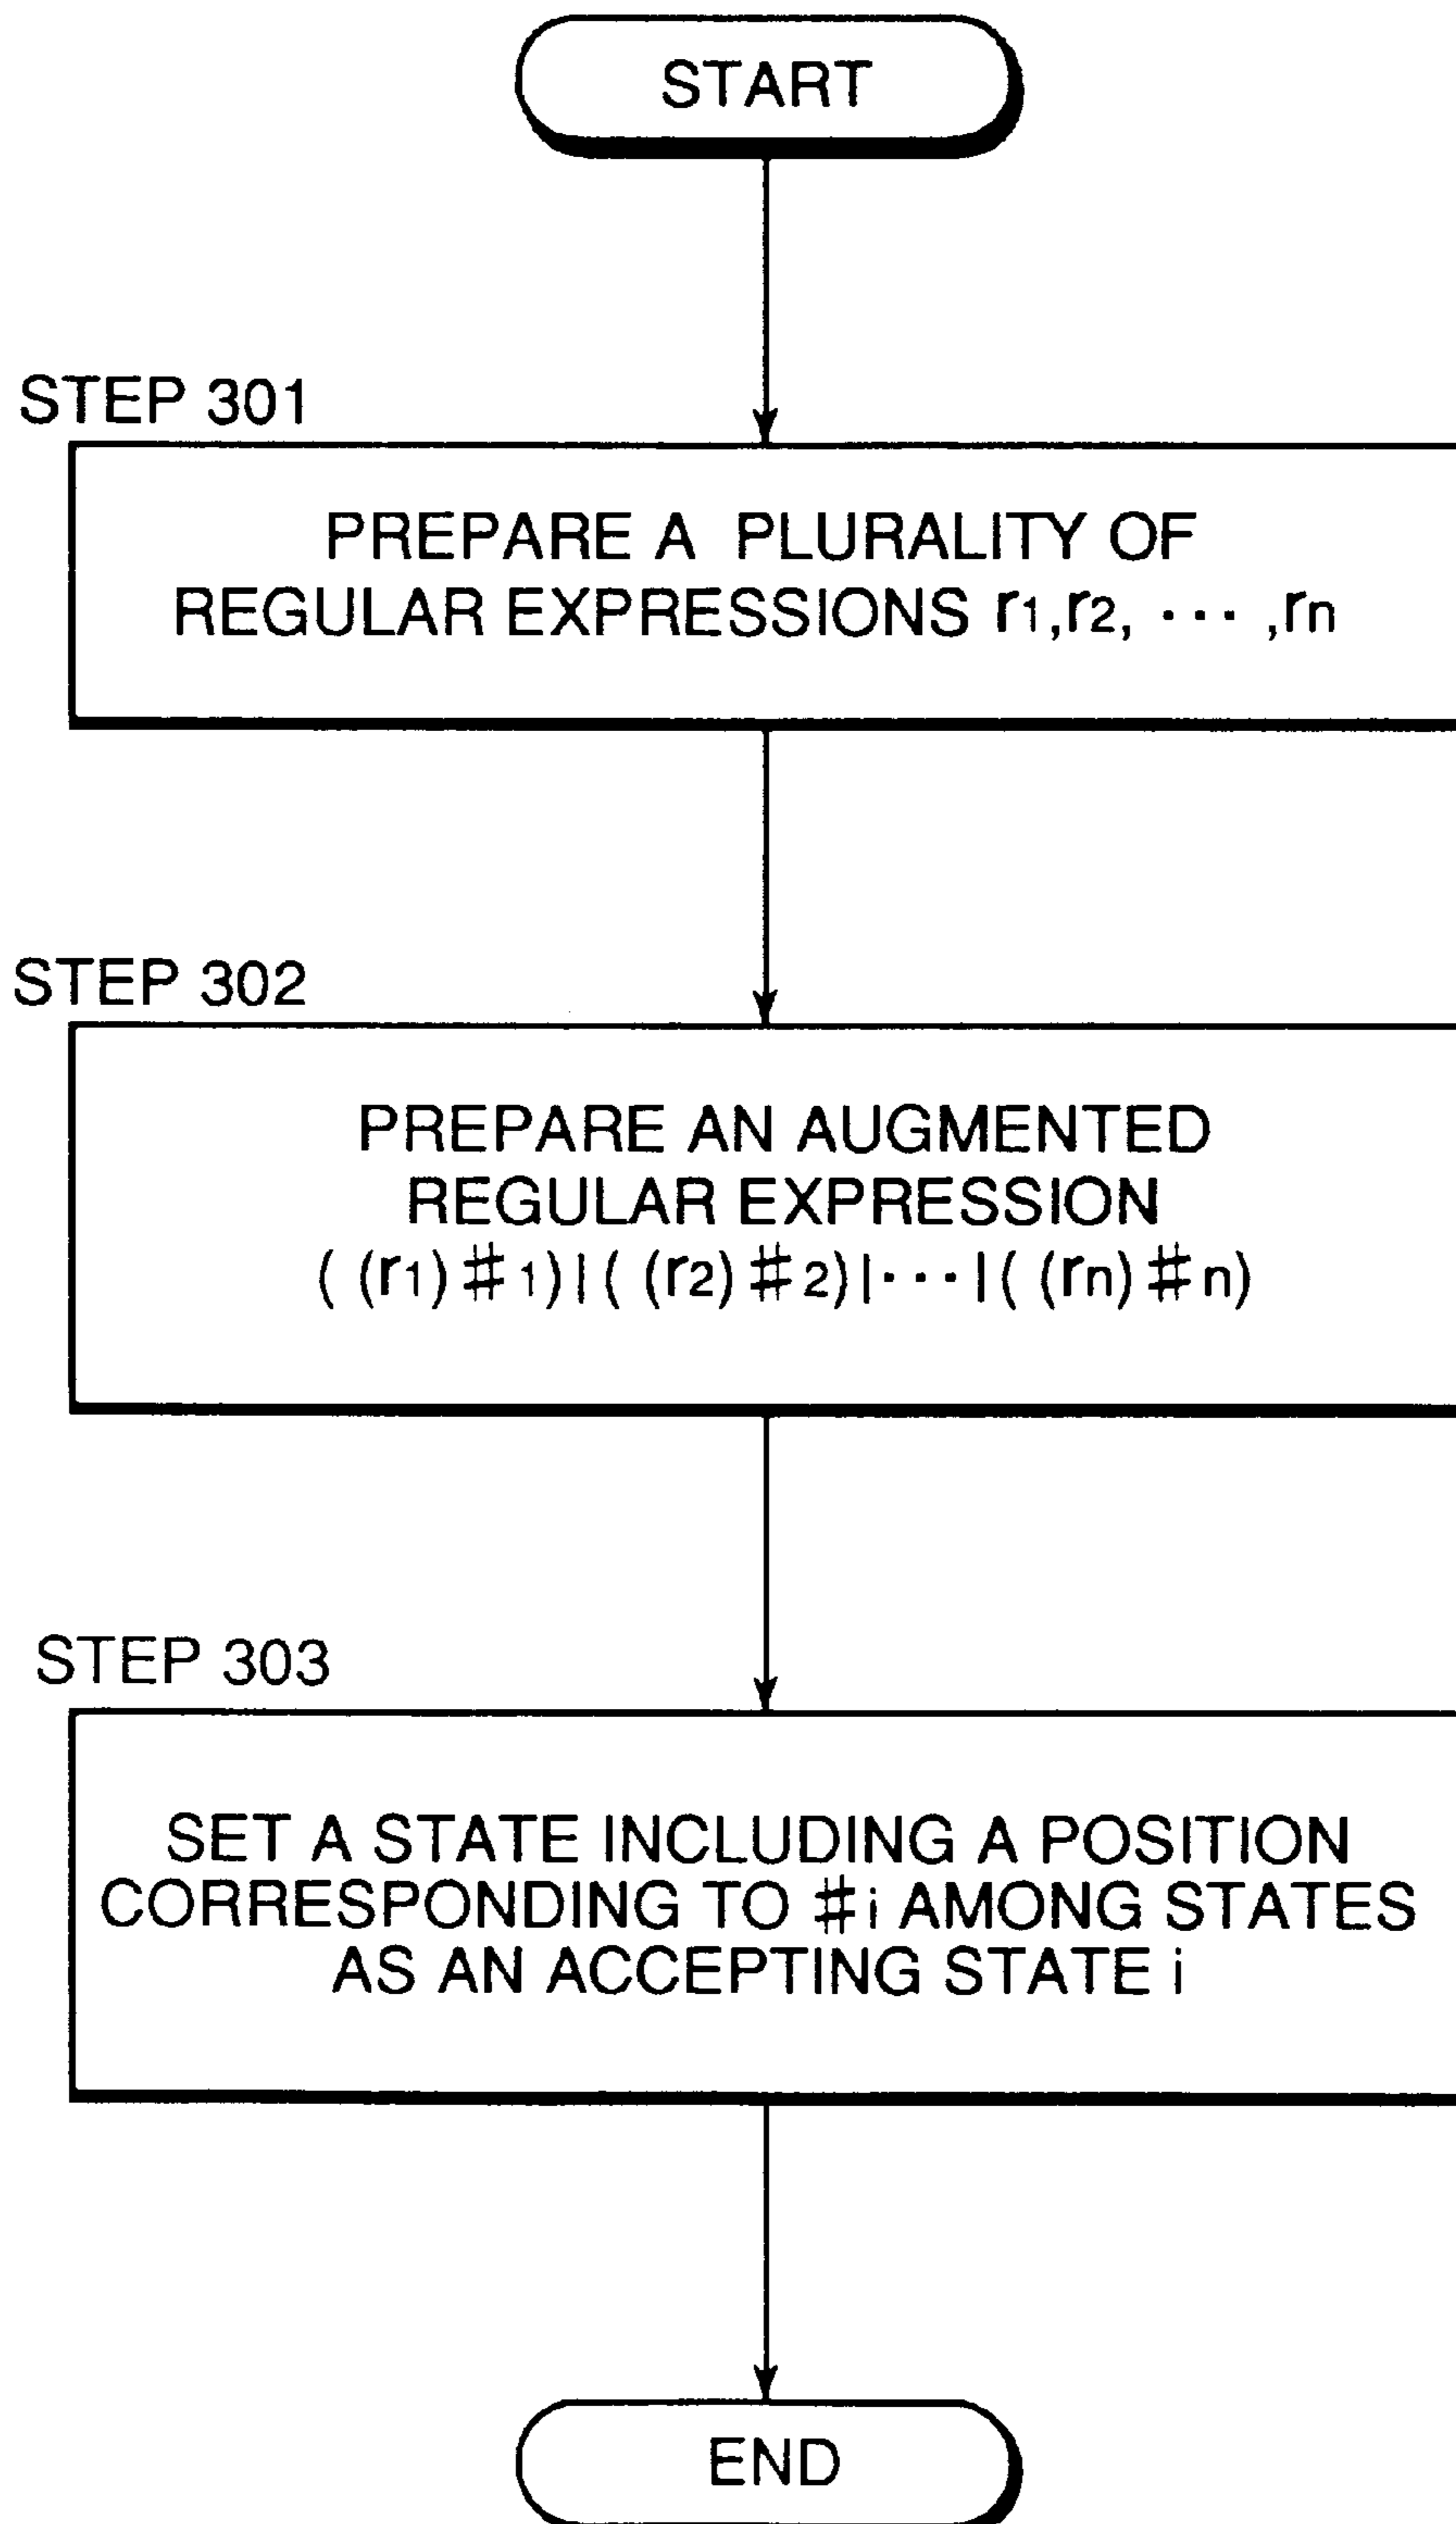 START
STEP 301
PREPARE A PLURALITY OF
REGULAR EXPRESSIONS r1,r2, ··· ,rn
STEP 302
PREPARE AN AUGMENTED
REGULAR EXPRESSION
( (r1) #1)|( (r2) #2)|···|( (rn) #n)
STEP 303
SET A STATE INCLUDING A POSITION
CORRESPONDING TO #i AMONG STATES
AS AN ACCEPTING STATE i
END